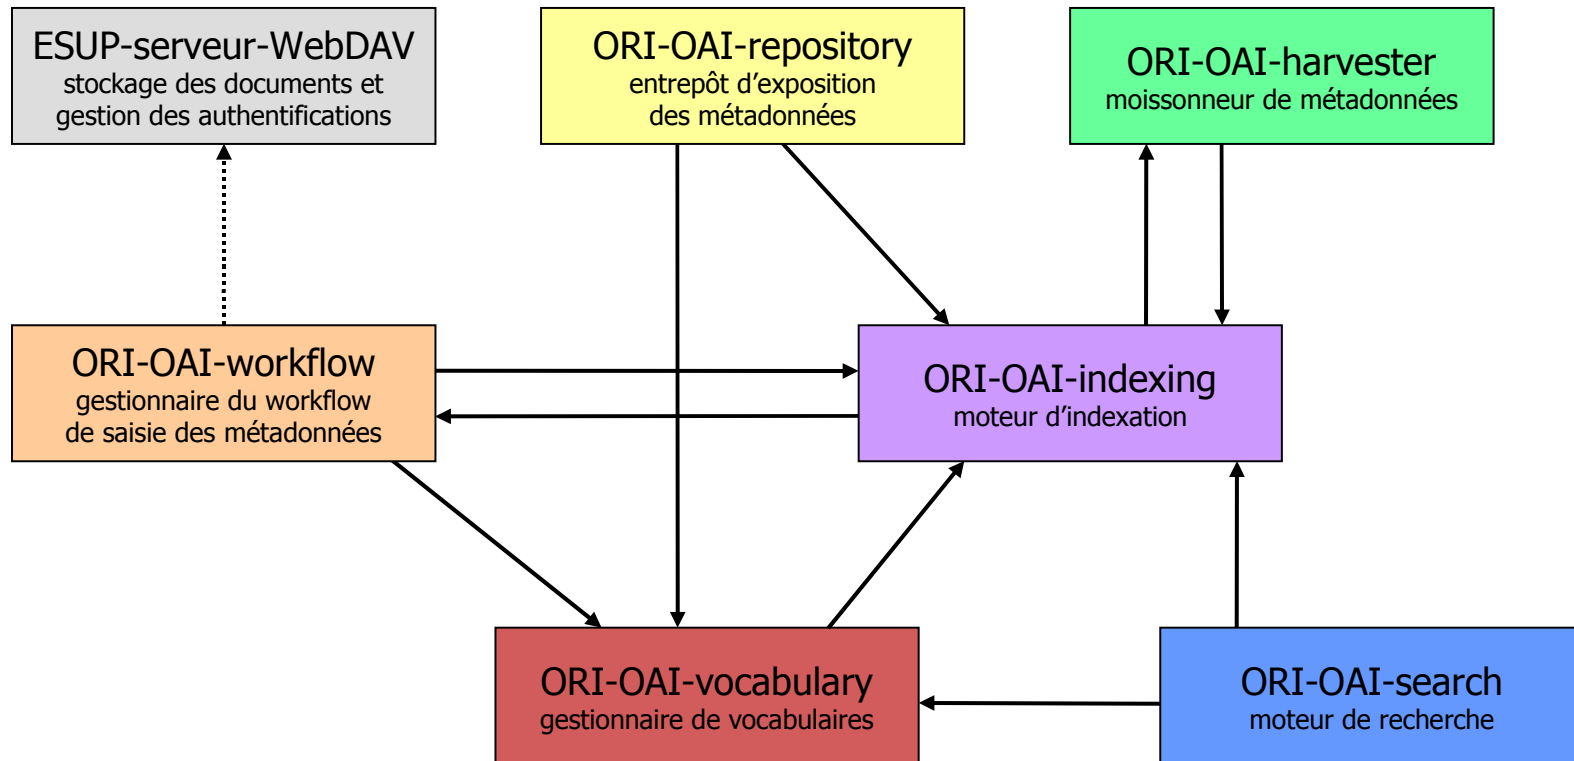 ESUP-serveur-WebDAV
stockage des documents et
gestion des authentifications
ORI-OAI-repository
entrepôt d’exposition
des métadonnées
ORI-OAI-harvester
moissonneur de métadonnées
ORI-OAI-workflow
gestionnaire du workflow
de saisie des métadonnées
ORI-OAI-indexing
moteur d’indexation
ORI-OAI-vocabulary
gestionnaire de vocabulaires
ORI-OAI-search
moteur de recherche